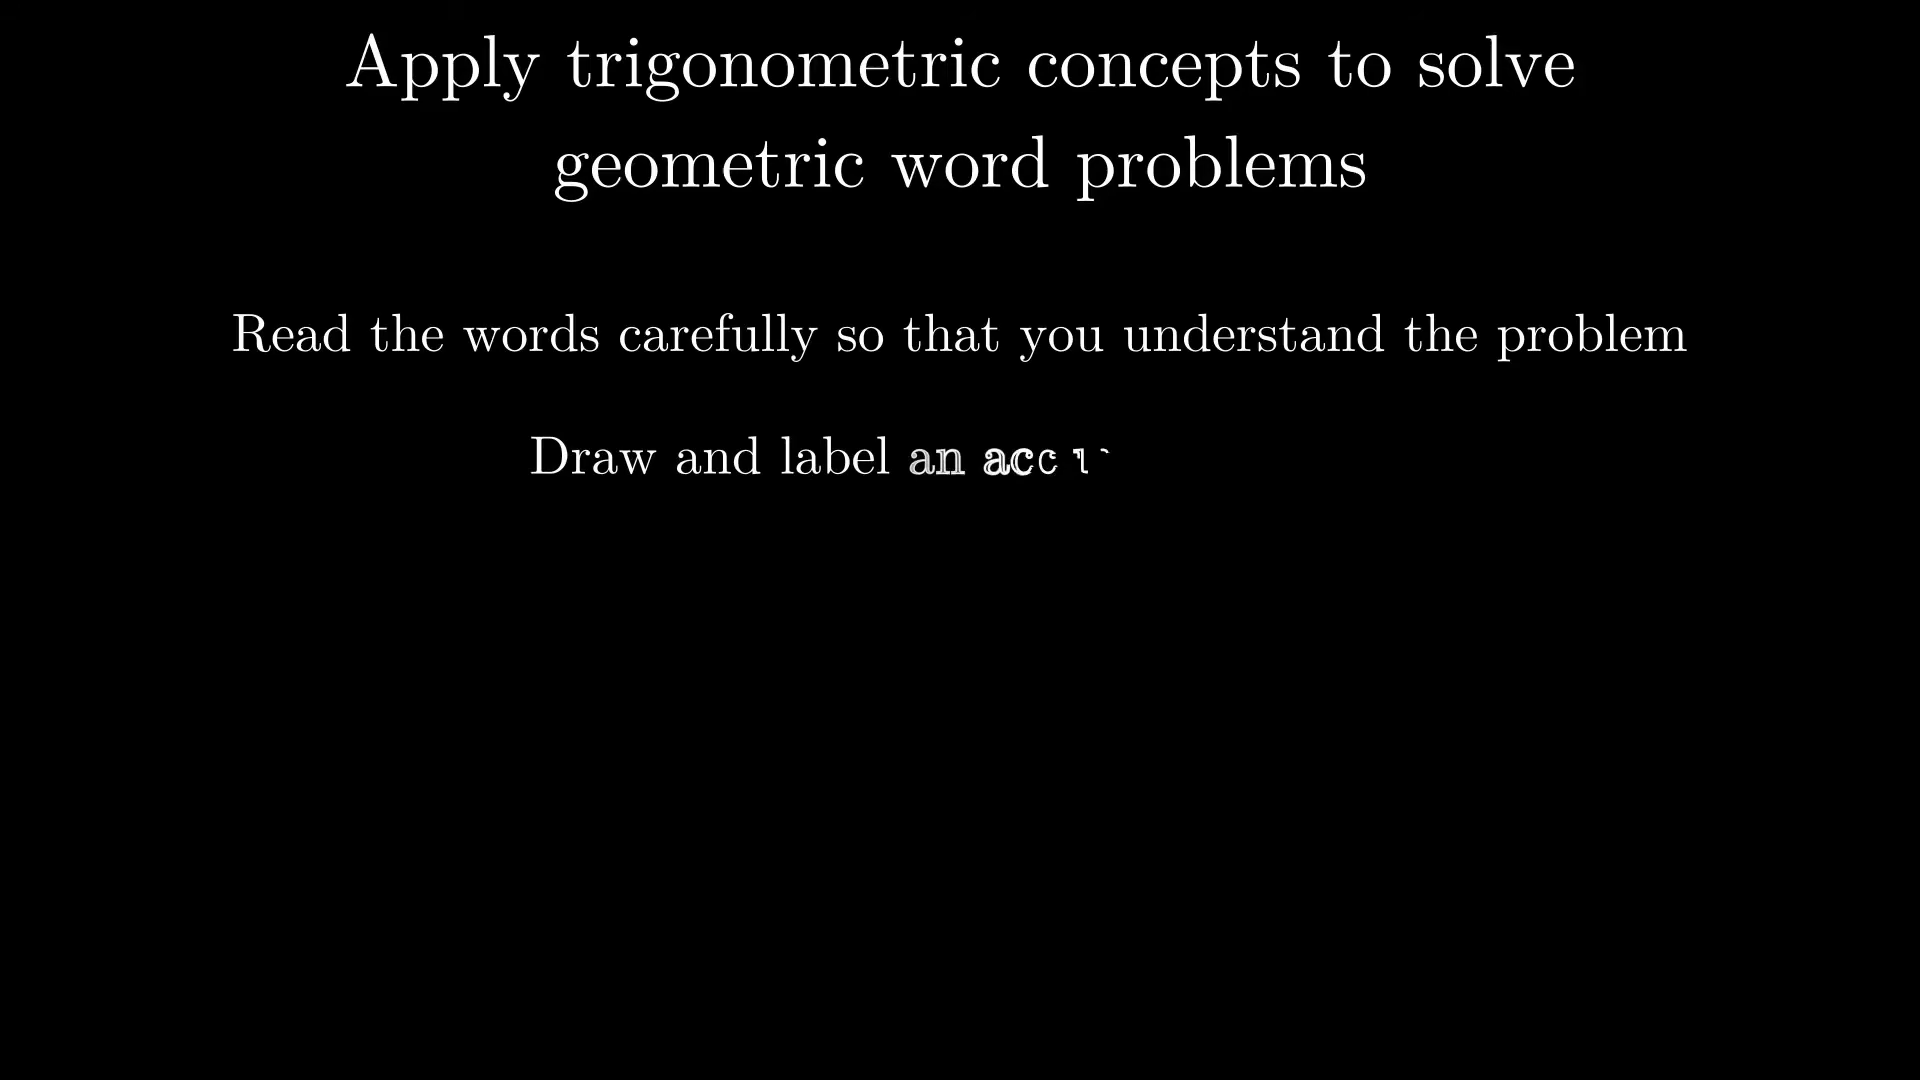 Apply trigonometric concepts to solve
geometric word problems
Read the words carefully so that you understand the problem
Draw and label an